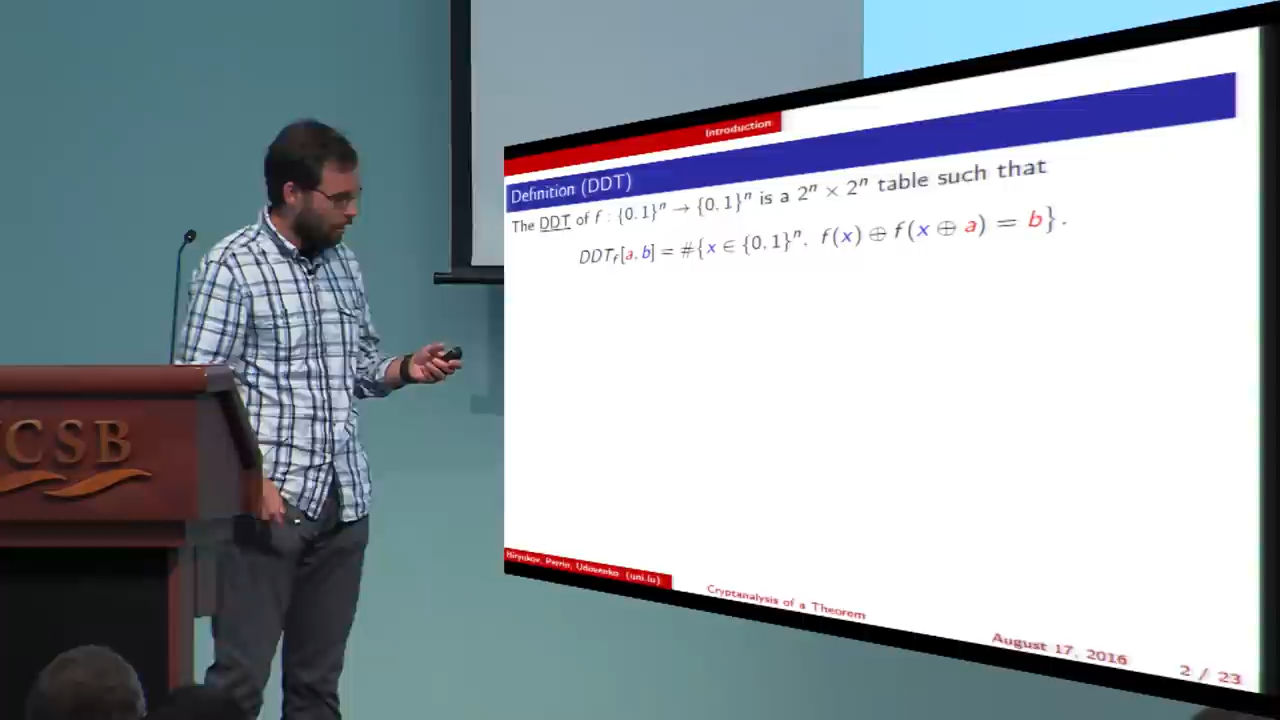 Introduction
Definition (DDT)
The DDT of f : {0, 1}ⁿ → {0, 1}ⁿ is a 2ⁿ × 2ⁿ table such that
DDT_f[a, b] = #{x ∈ {0, 1}ⁿ, f(x) ⊕ f(x ⊕ a) = b}.
CSB
Biryukov, Perrin, Udovenko (uni.lu)
Cryptanalysis of a Theorem
August 17, 2016
2 / 23